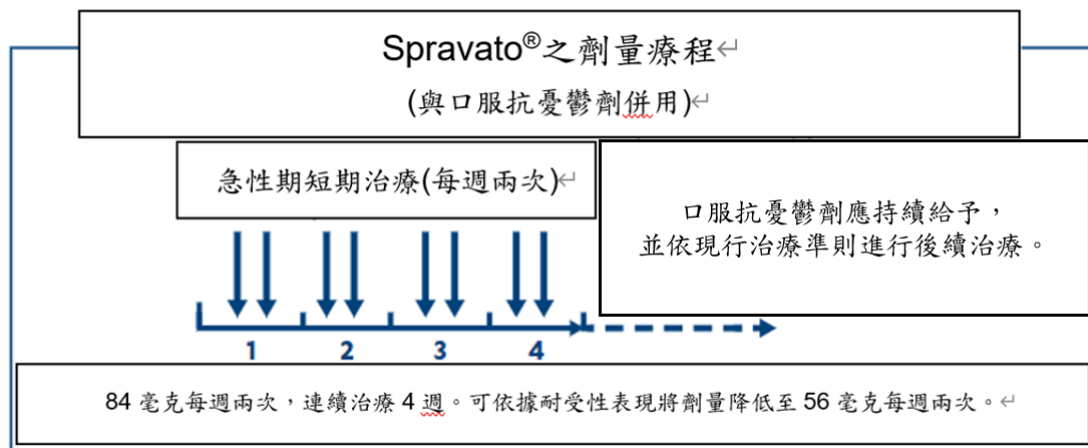 Spravato®之劑量療程
(與口服抗憂鬱劑併用)
急性期短期治療(每週兩次)
口服抗憂鬱劑應持續給予，
並依現行治療準則進行後續治療。
1 2 3 4
84 毫克每週兩次，連續治療 4 週。可依據耐受性表現將劑量降低至 56 毫克每週兩次。